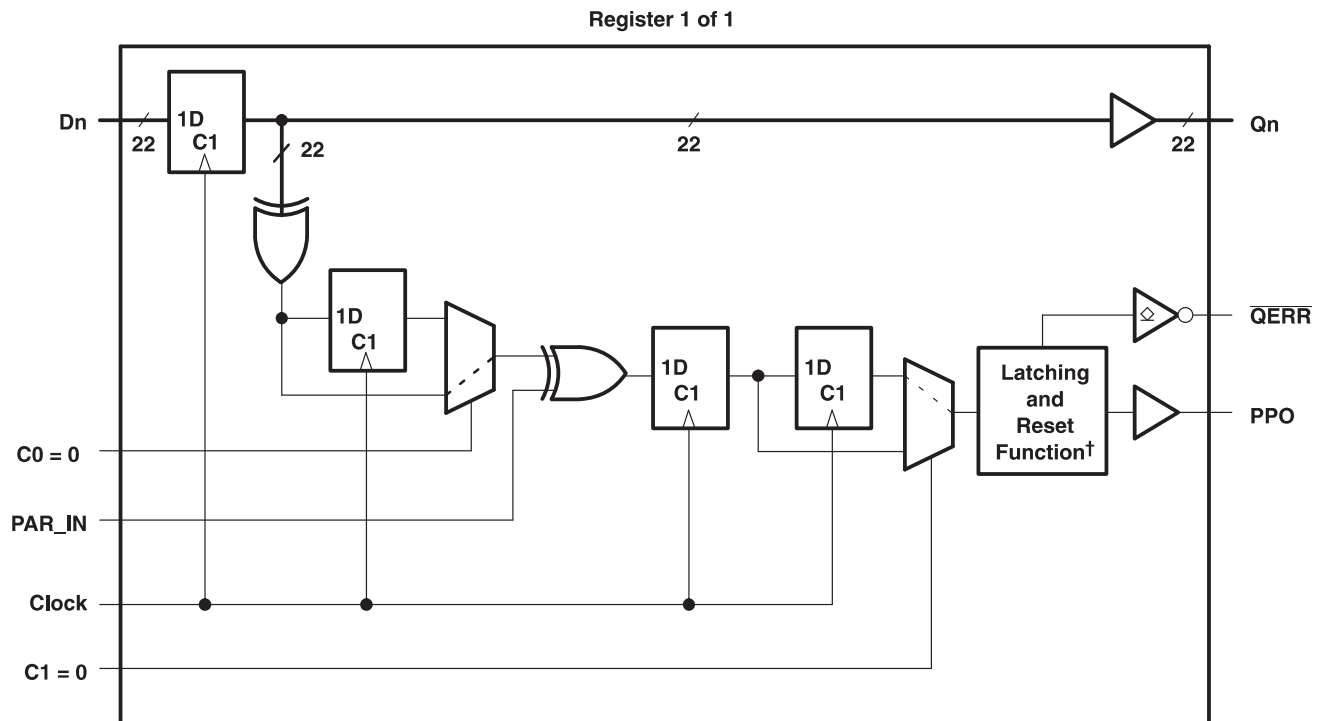 Register 1 of 1
Dn
22
1D
C1
22
22
22
Qn
1D
C1
1D
C1
1D
C1
Latching
and
Reset
Function†
QERR
PPO
C0 = 0
PAR_IN
Clock
C1 = 0